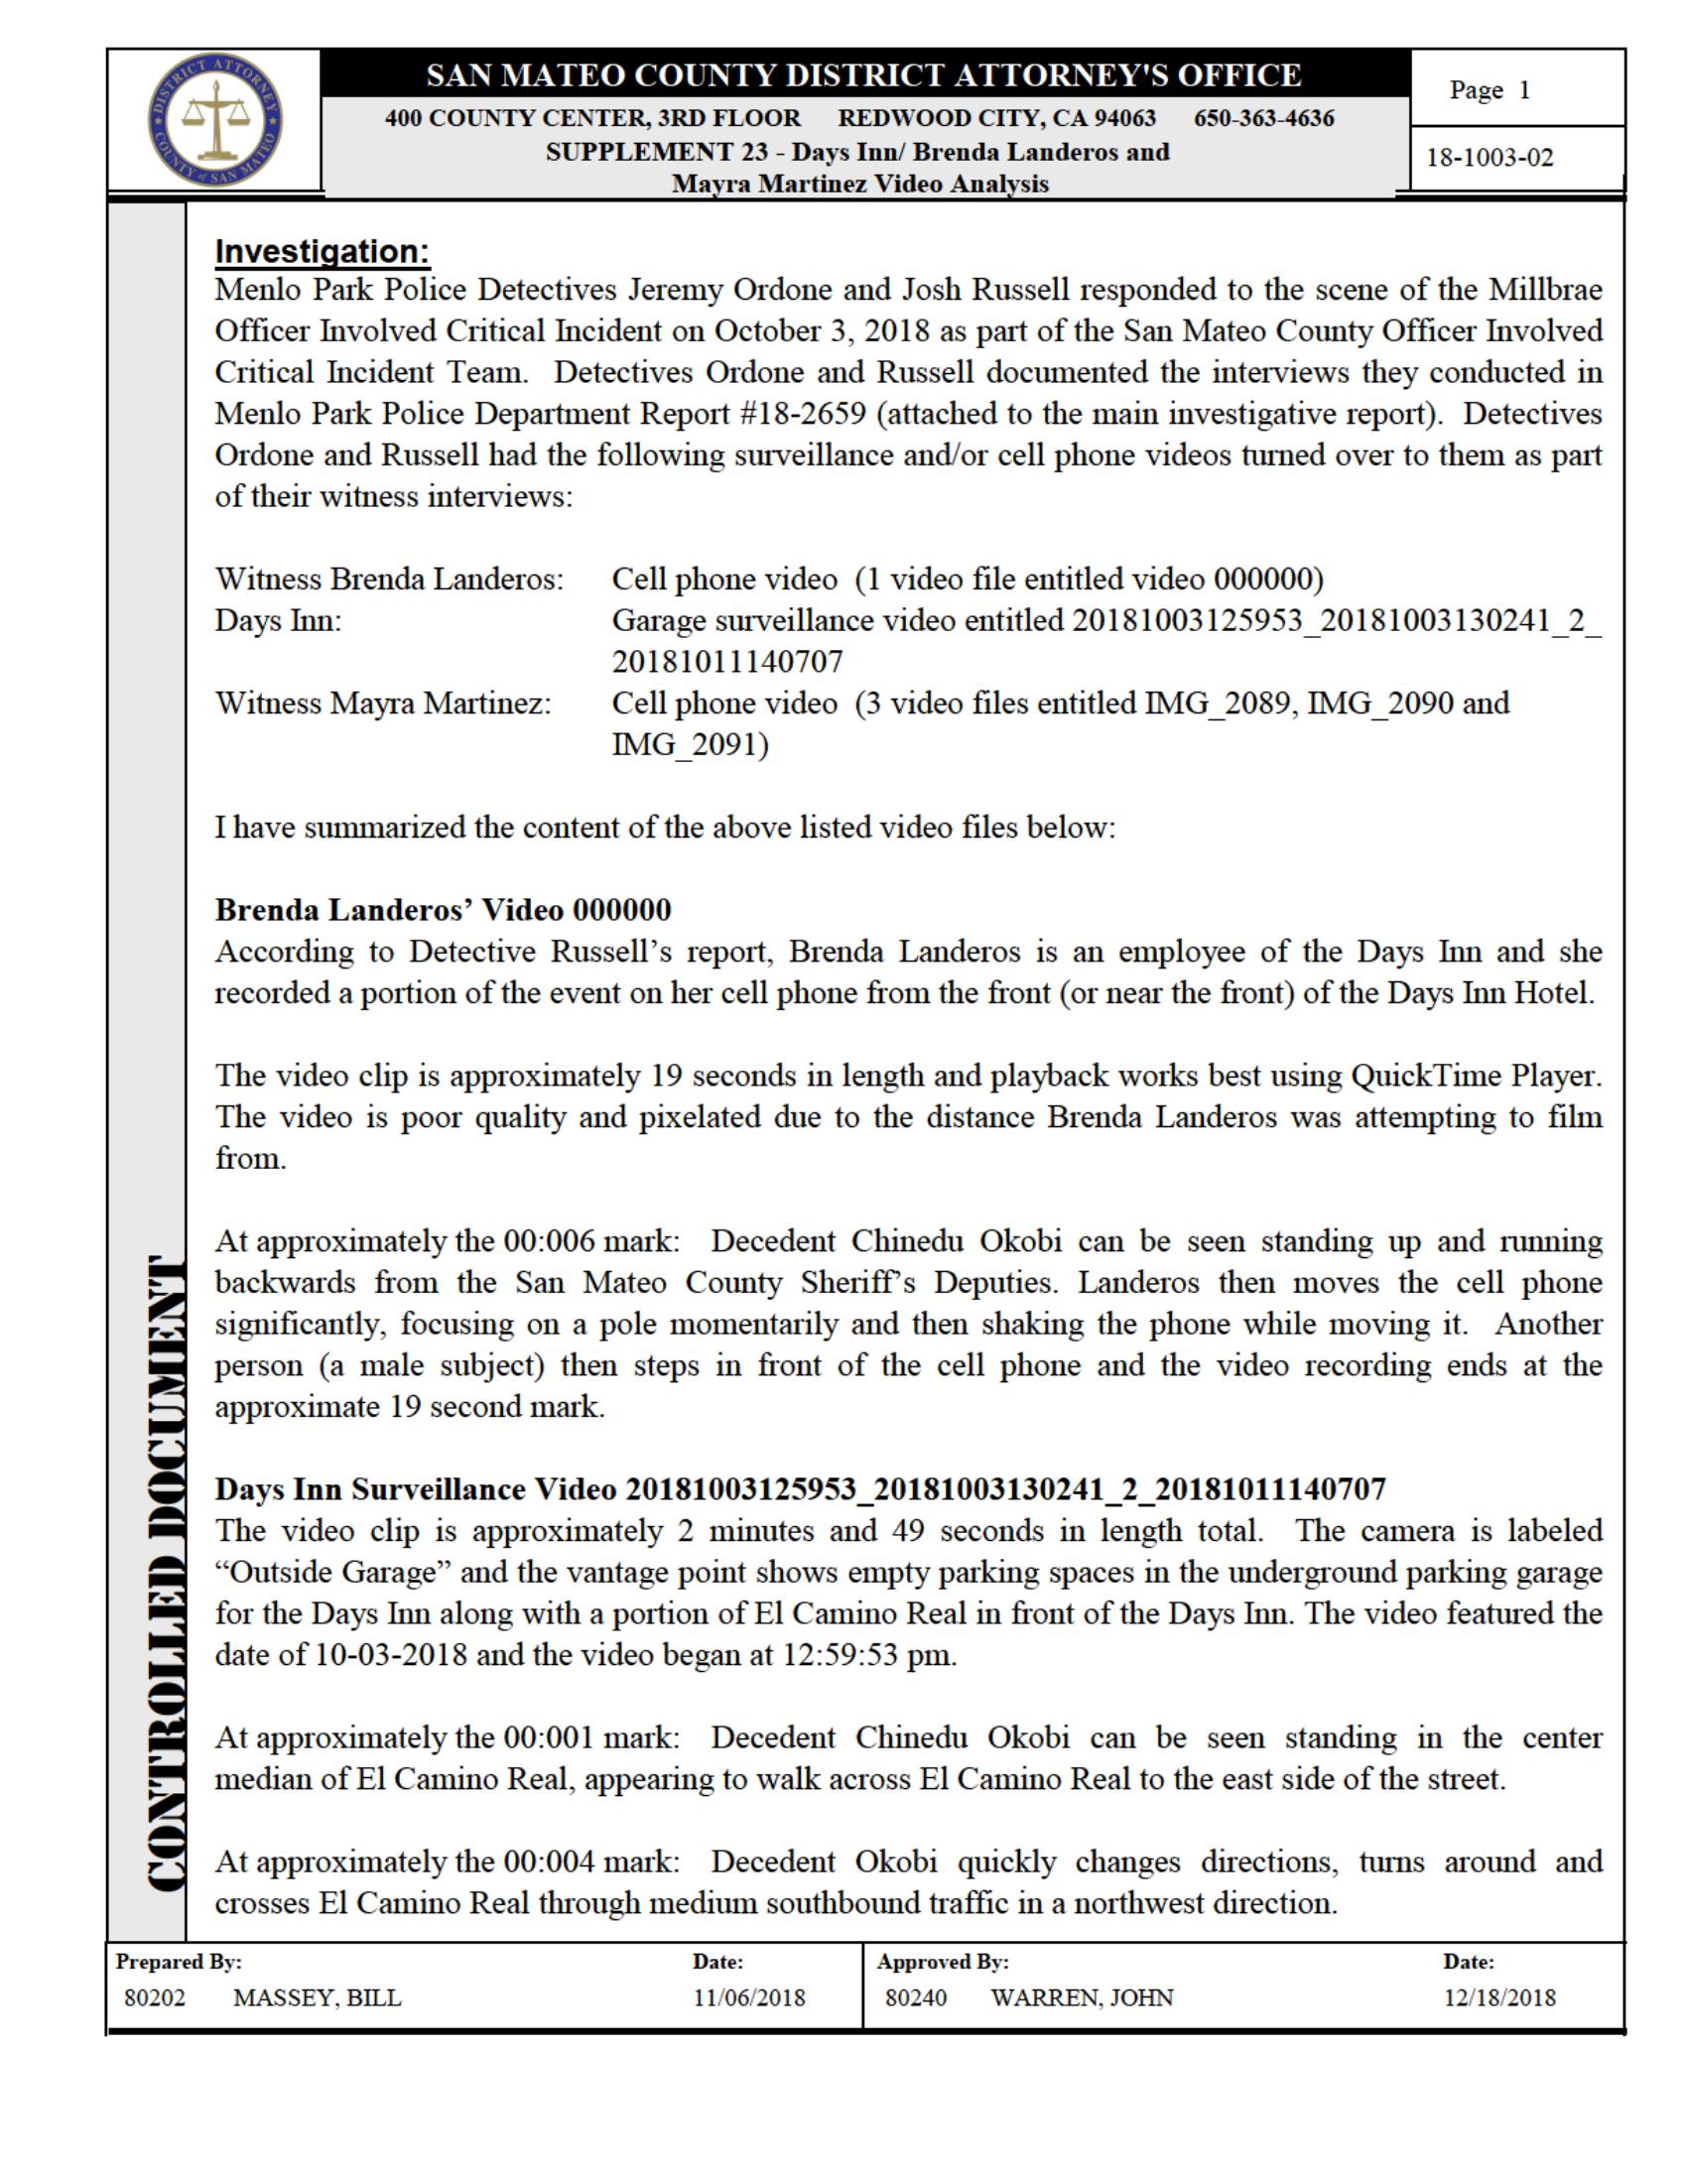 DISTRICT ATTORNEY
COUNTY of SAN MATEO
SAN MATEO COUNTY DISTRICT ATTORNEY'S OFFICE
400 COUNTY CENTER, 3RD FLOOR REDWOOD CITY, CA 94063 650-363-4636
SUPPLEMENT 23 - Days Inn/ Brenda Landeros and
Mayra Martinez Video Analysis
Page 1
18-1003-02
Investigation:
Menlo Park Police Detectives Jeremy Ordone and Josh Russell responded to the scene of the Millbrae
Officer Involved Critical Incident on October 3, 2018 as part of the San Mateo County Officer Involved
Critical Incident Team. Detectives Ordone and Russell documented the interviews they conducted in
Menlo Park Police Department Report #18-2659 (attached to the main investigative report). Detectives
Ordone and Russell had the following surveillance and/or cell phone videos turned over to them as part
of their witness interviews:
Witness Brenda Landeros: Cell phone video (1 video file entitled video 000000)
Days Inn: Garage surveillance video entitled 20181003125953_20181003130241_2_
20181011140707
Witness Mayra Martinez: Cell phone video (3 video files entitled IMG_2089, IMG_2090 and
IMG_2091)
I have summarized the content of the above listed video files below:
Brenda Landeros’ Video 000000
According to Detective Russell’s report, Brenda Landeros is an employee of the Days Inn and she
recorded a portion of the event on her cell phone from the front (or near the front) of the Days Inn Hotel.
The video clip is approximately 19 seconds in length and playback works best using QuickTime Player.
The video is poor quality and pixelated due to the distance Brenda Landeros was attempting to film
from.
At approximately the 00:006 mark: Decedent Chinedu Okobi can be seen standing up and running
backwards from the San Mateo County Sheriff’s Deputies. Landeros then moves the cell phone
significantly, focusing on a pole momentarily and then shaking the phone while moving it. Another
person (a male subject) then steps in front of the cell phone and the video recording ends at the
approximate 19 second mark.
Days Inn Surveillance Video 20181003125953_20181003130241_2_20181011140707
The video clip is approximately 2 minutes and 49 seconds in length total. The camera is labeled
“Outside Garage” and the vantage point shows empty parking spaces in the underground parking garage
for the Days Inn along with a portion of El Camino Real in front of the Days Inn. The video featured the
date of 10-03-2018 and the video began at 12:59:53 pm.
At approximately the 00:001 mark: Decedent Chinedu Okobi can be seen standing in the center
median of El Camino Real, appearing to walk across El Camino Real to the east side of the street.
At approximately the 00:004 mark: Decedent Okobi quickly changes directions, turns around and
crosses El Camino Real through medium southbound traffic in a northwest direction.
CONTROLLED DOCUMENT
Prepared By: Date: Approved By: Date:
80202 MASSEY, BILL 11/06/2018 80240 WARREN, JOHN 12/18/2018